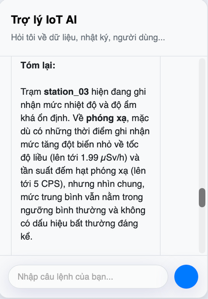 Trợ lý IoT AI
Hỏi tôi về dữ liệu, nhật ký, người dùng...
Tóm lại:
Trạm station_03 hiện đang ghi
nhận mức nhiệt độ và độ ẩm
khá ổn định. Về phóng xạ, mặc
dù có những thời điểm ghi nhận
mức tăng đột biến nhỏ về tốc
độ liều (lên tới 1.99 µSv/h) và
tần suất đếm hạt phóng xạ (lên
tới 5 CPS), nhưng nhìn chung,
mức trung bình vẫn nằm trong
ngưỡng bình thường và không
có dấu hiệu bất thường đáng
kể.
Nhập câu lệnh của bạn...